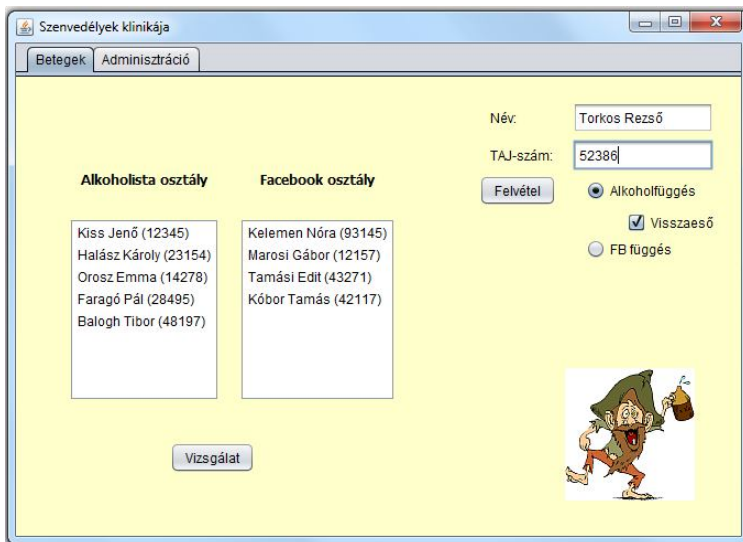 Szenvedélyek klinikája
Betegek Adminisztráció
Név: Torkos Rezső
TAJ-szám: 52386
Felvétel
Alkoholfüggés
Visszaeső
FB függés
Alkoholista osztály
Kiss Jenő (12345)
Halász Károly (23154)
Orosz Emma (14278)
Faragó Pál (28495)
Balogh Tibor (48197)
Facebook osztály
Kelemen Nóra (93145)
Marosi Gábor (12157)
Tamási Edit (43271)
Kóbor Tamás (42117)
Vizsgálat